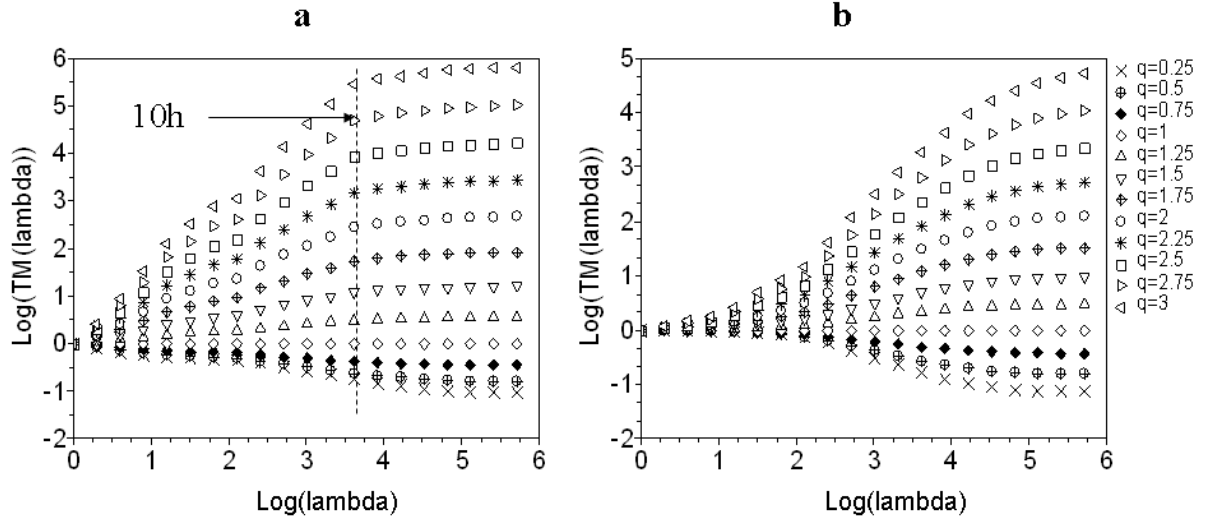 a
6
5
4
3
2
1
0
-1
-2
Log(TM(lambda))
10h
0 1 2 3 4 5 6
Log(lambda)
b
5
4
3
2
1
0
-1
-2
Log(TM(lambda))
0 1 2 3 4 5 6
Log(lambda)
q=0.25
q=0.5
q=0.75
q=1
q=1.25
q=1.5
q=1.75
q=2
q=2.25
q=2.5
q=2.75
q=3